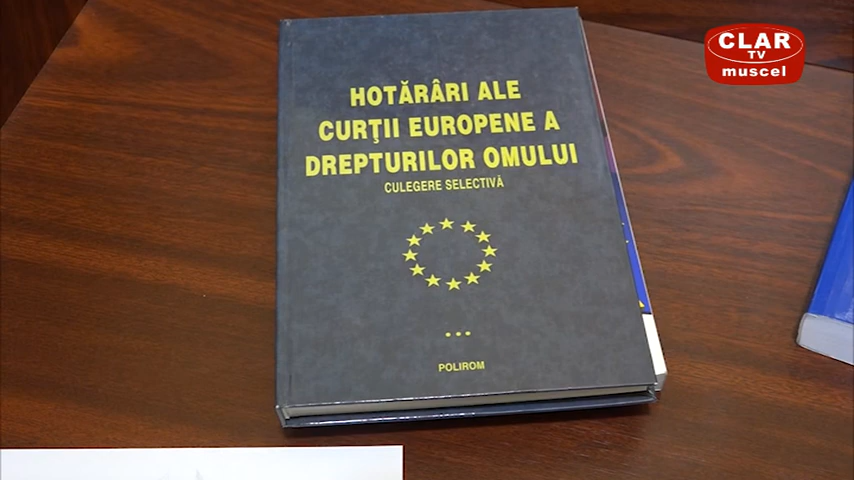 CLAR
TV
muscel
HOTĂRÂRI ALE
CURŢII EUROPENE A
DREPTURILOR OMULUI
CULEGERE SELECTIVĂ
POLIROM